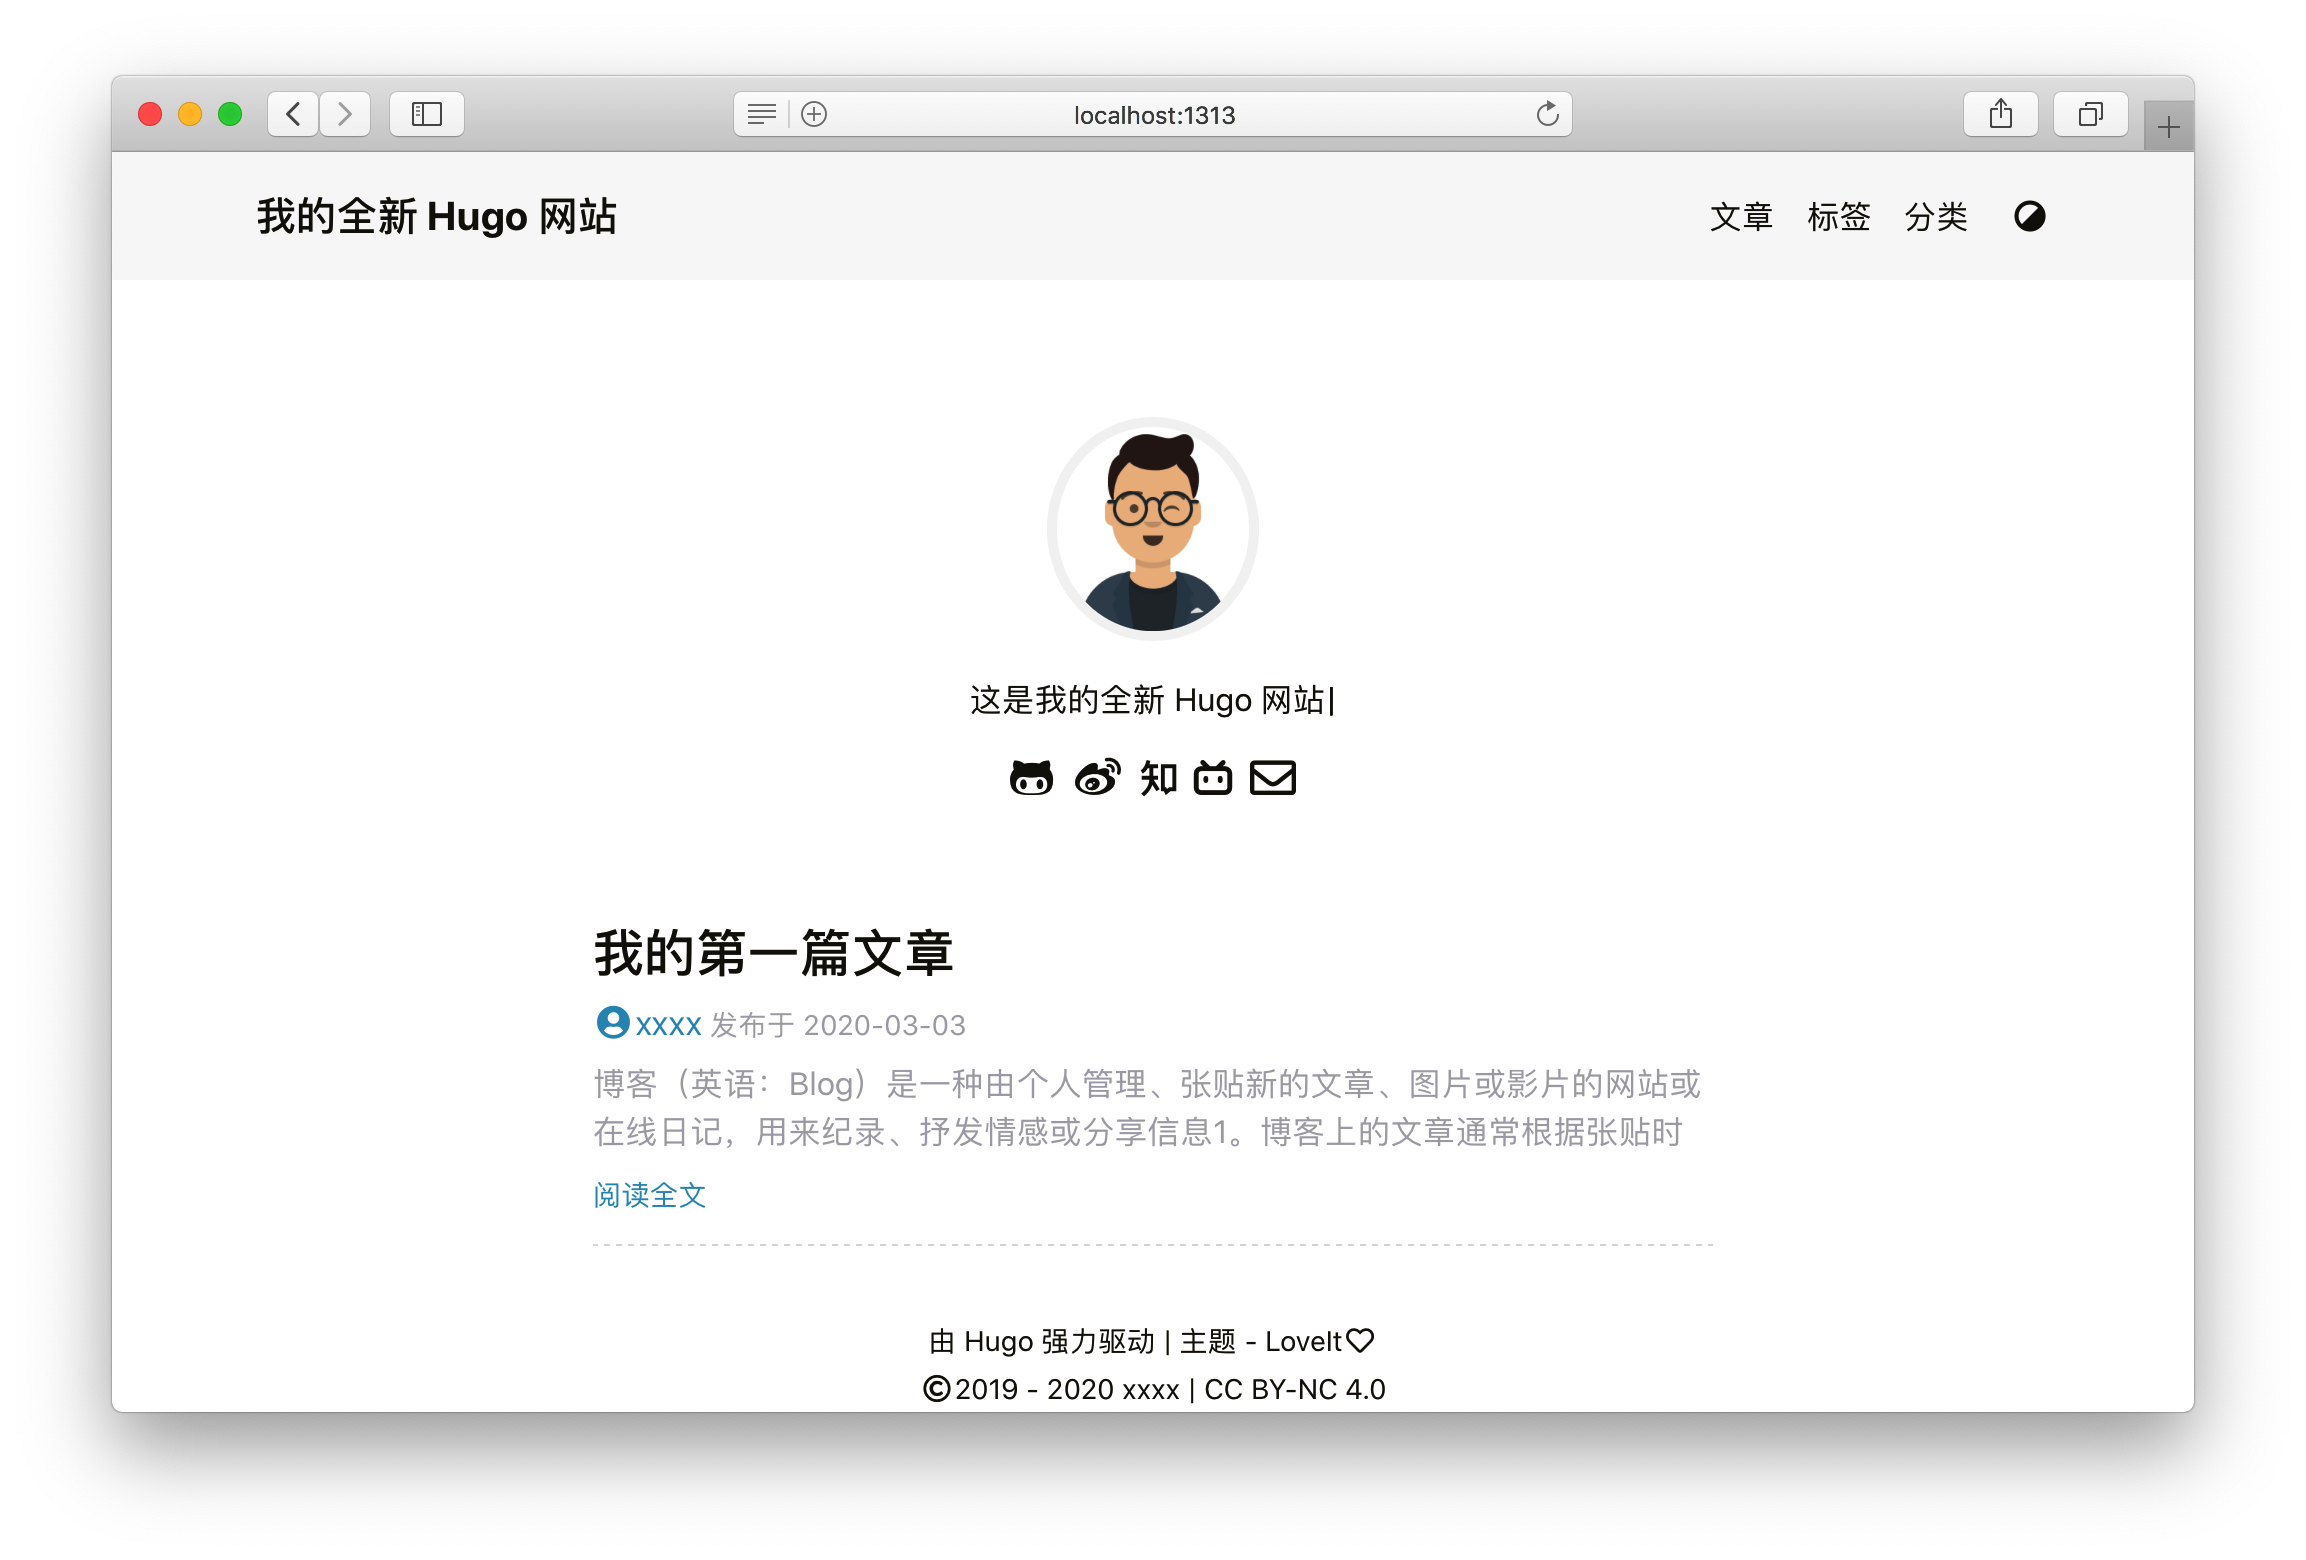 localhost:1313
我的全新 Hugo 网站
文章 标签 分类
这是我的全新 Hugo 网站|
知
我的第一篇文章
xxxx 发布于 2020-03-03
博客（英语：Blog）是一种由个人管理、张贴新的文章、图片或影片的网站或
在线日记，用来纪录、抒发情感或分享信息1。博客上的文章通常根据张贴时
阅读全文
由 Hugo 强力驱动 | 主题 - LoveIt
©2019 - 2020 xxxx | CC BY-NC 4.0